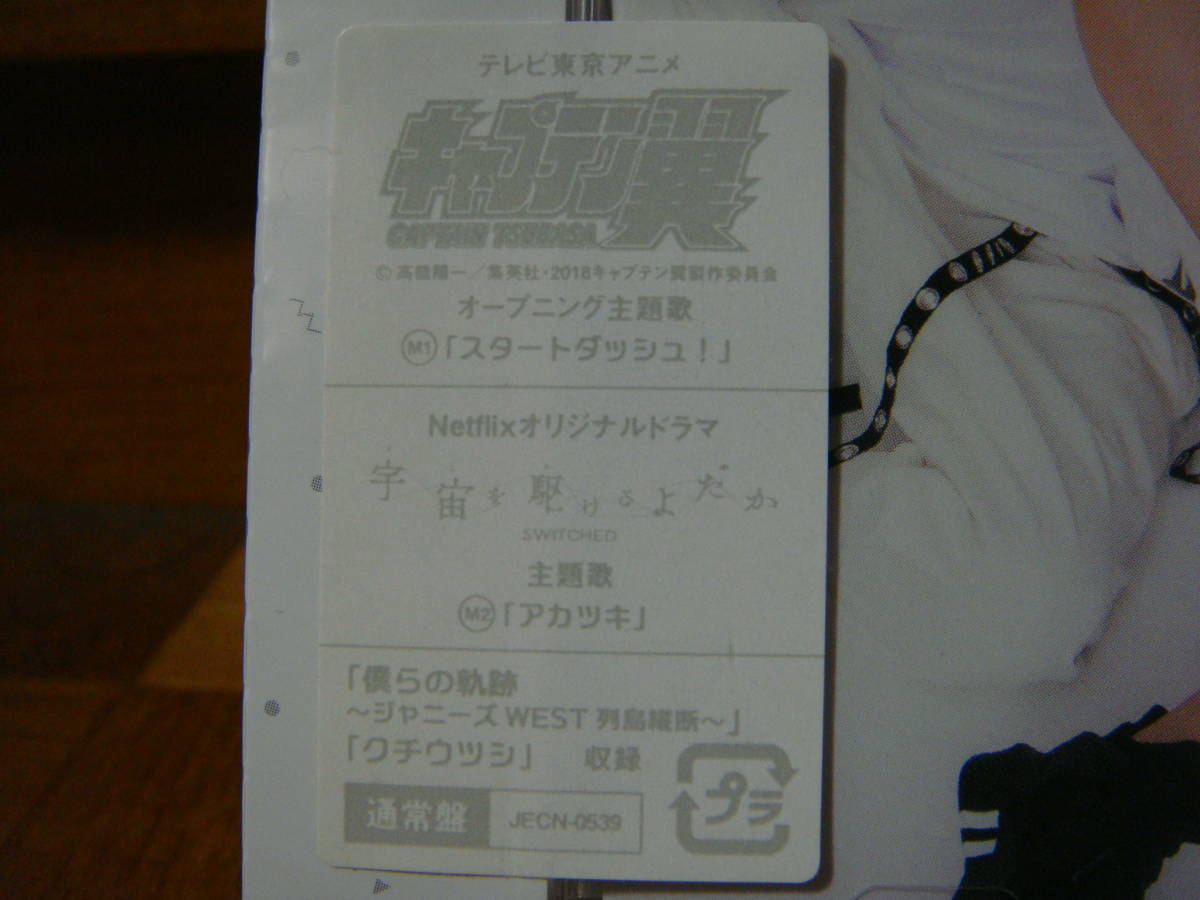 テレビ東京アニメ
キャプテン翼
CAPTAIN TSUBASA
©高橋陽一／集英社・2018キャプテン翼製作委員会
オープニング主題歌
M1「スタートダッシュ！」
Netflixオリジナルドラマ
宇宙を駆けるよだか
SWITCHED
主題歌
M2「アカツキ」
「僕らの軌跡
～ジャニーズWEST 列島縦断～」
「クチウツシ」 収録
通常盤 JECN-0539
プラ